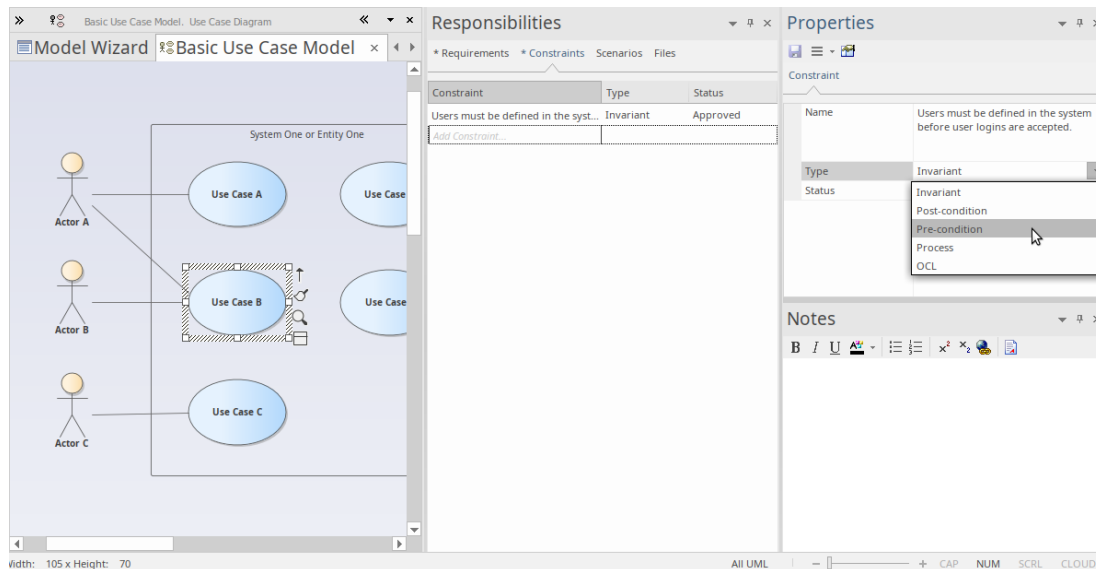 Basic Use Case Model. Use Case Diagram
Model Wizard
Basic Use Case Model
System One or Entity One
Use Case A
Use Case
Actor A
Use Case B
Use Case
Actor B
Use Case C
Actor C
Responsibilities
* Requirements * Constraints Scenarios Files
Constraint Type Status
Users must be defined in the syst... Invariant Approved
Add Constraint...
Properties
Constraint
Name Users must be defined in the system
before user logins are accepted.
Type Invariant
Status
Invariant
Post-condition
Pre-condition
Process
OCL
Notes
B I U A x² x₂
Width: 105 x Height: 70
All UML
CAP NUM SCRL CLOUD